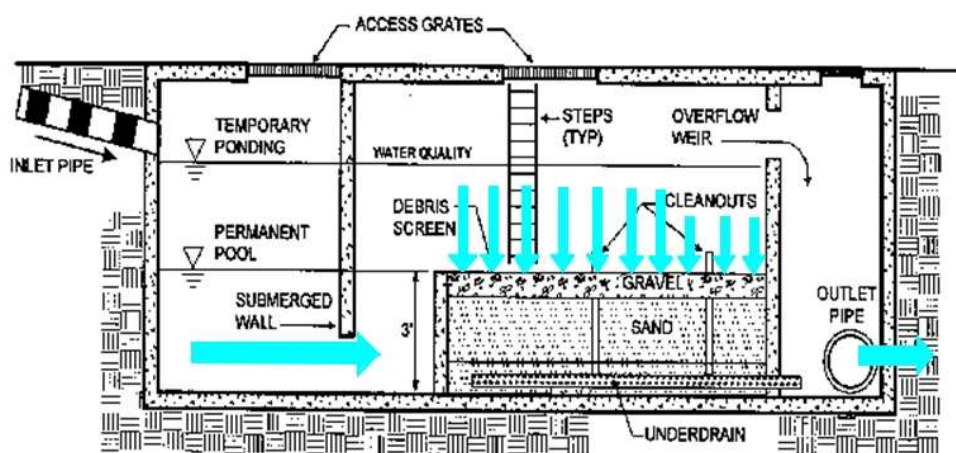 ACCESS GRATES
INLET PIPE
TEMPORARY
PONDING
WATER QUALITY
STEPS
(TYP)
OVERFLOW
WEIR
DEBRIS
SCREEN
CLEANOUTS
PERMANENT
POOL
GRAVEL
SUBMERGED
WALL
3'
SAND
OUTLET
PIPE
UNDERDRAIN